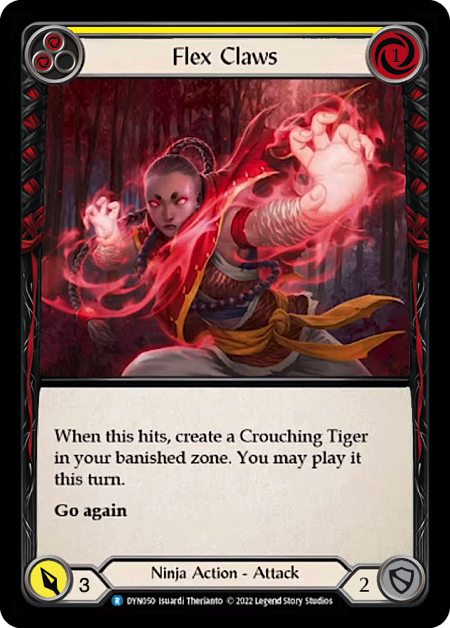 Flex Claws
1
When this hits, create a Crouching Tiger
in your banished zone. You may play it
this turn.
Go again
3
Ninja Action - Attack
2
R DYN050 Isuardi Therianto © 2022 Legend Story Studios